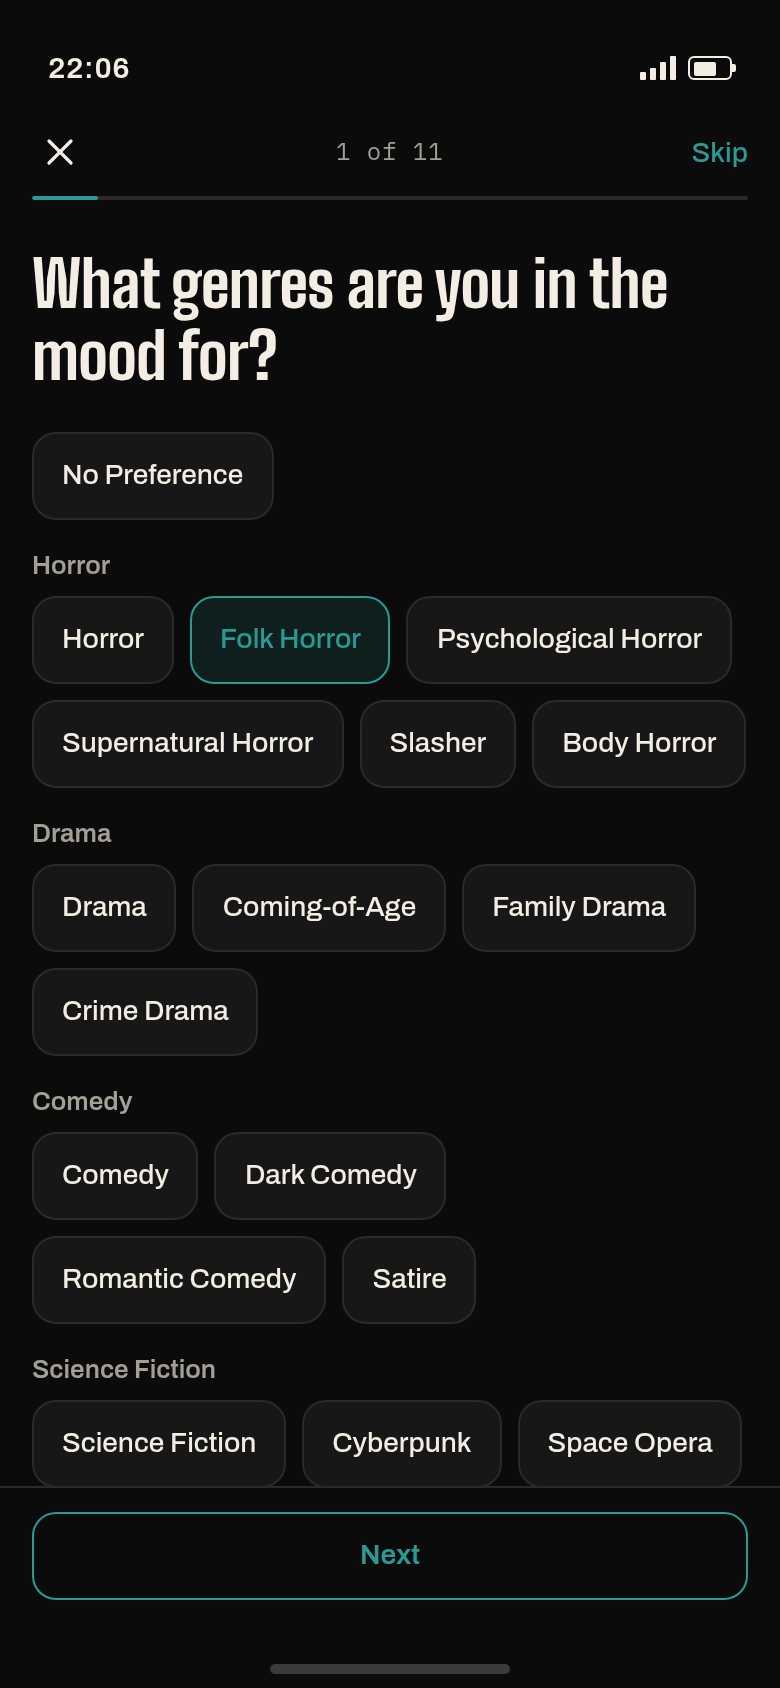 22:06
1 of 11
Skip
What genres are you in the
mood for?
No Preference
Horror
Horror
Folk Horror
Psychological Horror
Supernatural Horror
Slasher
Body Horror
Drama
Drama
Coming-of-Age
Family Drama
Crime Drama
Comedy
Comedy
Dark Comedy
Romantic Comedy
Satire
Science Fiction
Science Fiction
Cyberpunk
Space Opera
Next